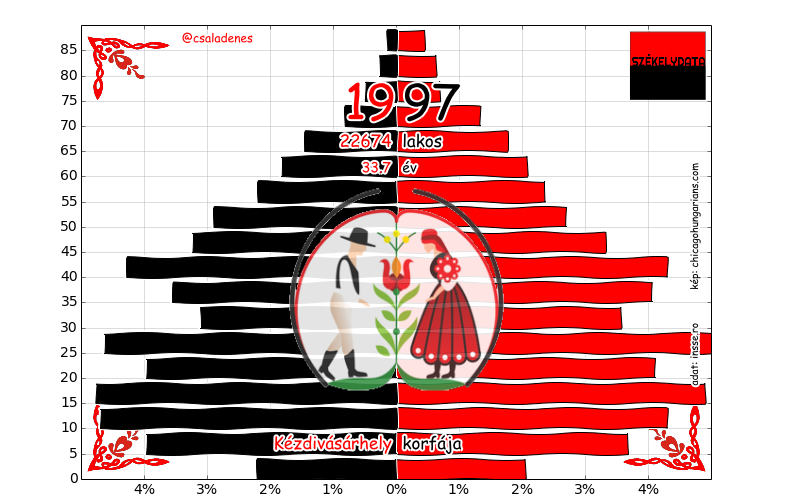 @csaladenes
SZÉKELYDATA
1997
22674 lakos
33.7 év
kép: chicagohungarians.com
adat: insse.ro
Kézdivásárhely korfája
85
80
75
70
65
60
55
50
45
40
35
30
25
20
15
10
5
0
4% 3% 2% 1% 0% 1% 2% 3% 4%